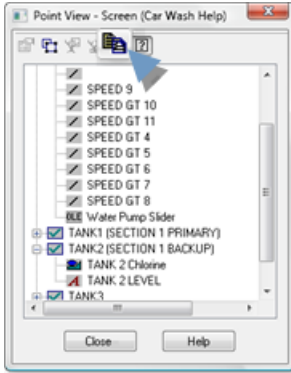 Point View - Screen (Car Wash Help)
SPEED 9
SPEED GT 10
SPEED GT 11
SPEED GT 4
SPEED GT 5
SPEED GT 6
SPEED GT 7
SPEED GT 8
OLE Water Pump Slider
TANK1 (SECTION 1 PRIMARY)
TANK2 (SECTION 1 BACKUP)
TANK 2 Chlorine
A TANK 2 LEVEL
TANK3
Close Help